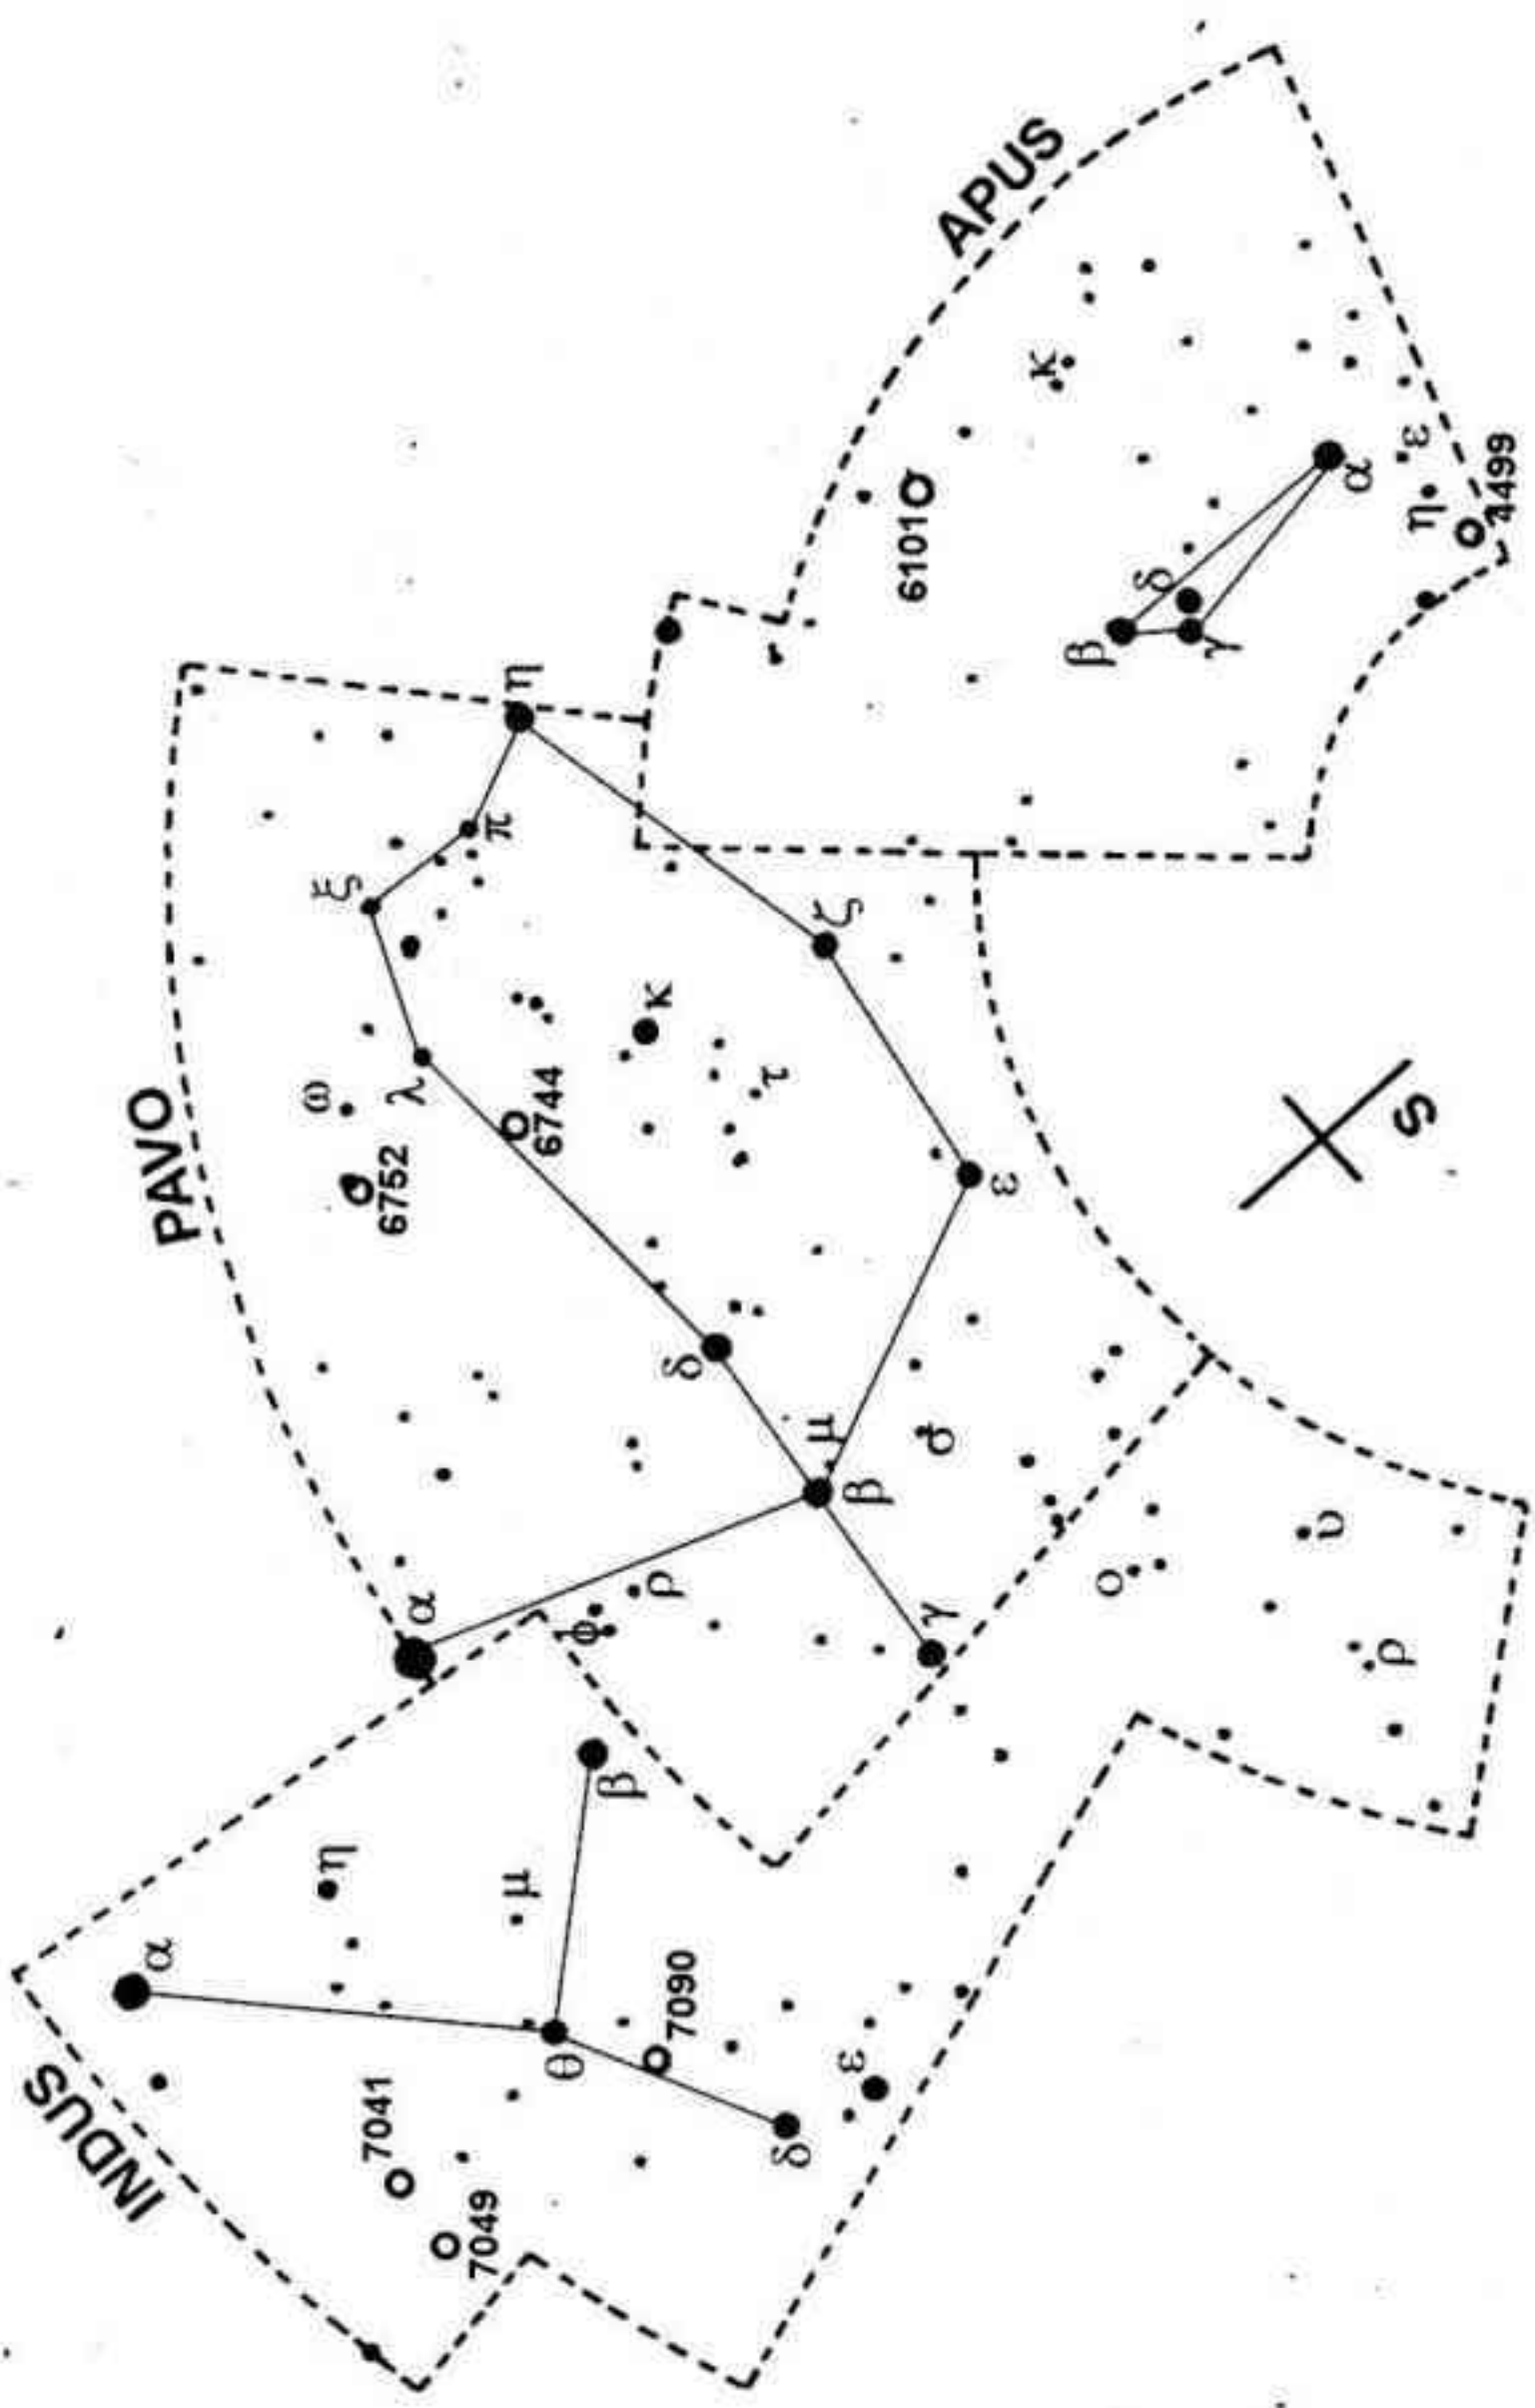 APUS
κ
6101
ε
α
η
4499
δ
β
γ
PAVO
η
π
ξ
ζ
κ
ω
λ
τ
6744
6752
ε
S
δ
μ
σ
β
υ
ο
α
ρ
γ
φ
ρ
β
η
μ
α
INDUS
7090
θ
ε
7041
δ
7049